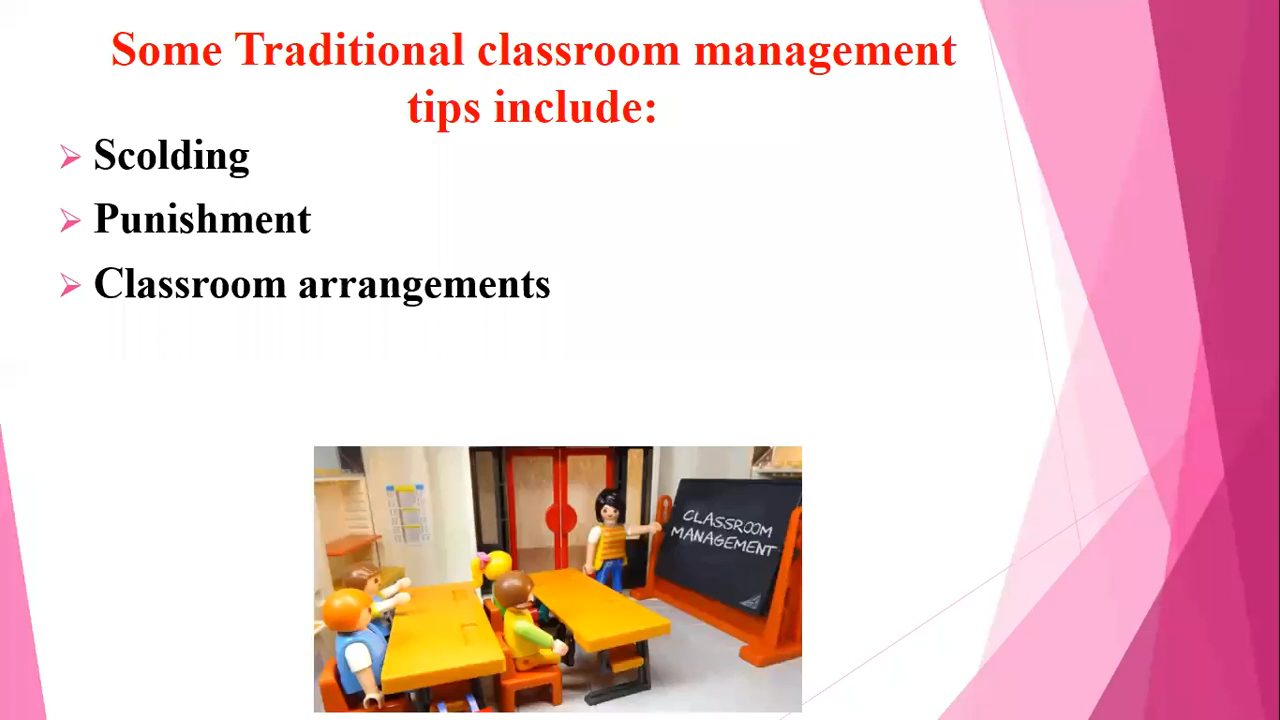 Some Traditional classroom management
tips include:
Scolding
Punishment
Classroom arrangements
CLASSROOM
MANAGEMENT